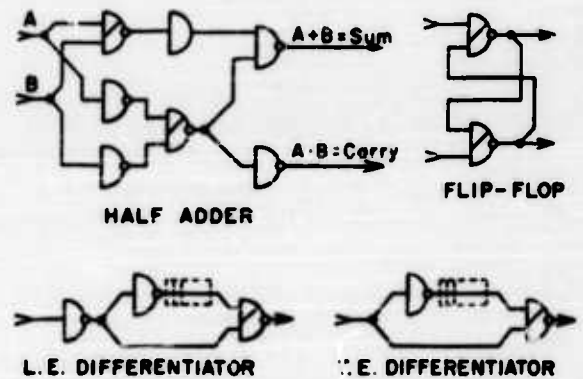 A
A+B=Sum
B
A·B=Carry
HALF ADDER
FLIP-FLOP
L.E. DIFFERENTIATOR
.E. DIFFERENTIATOR